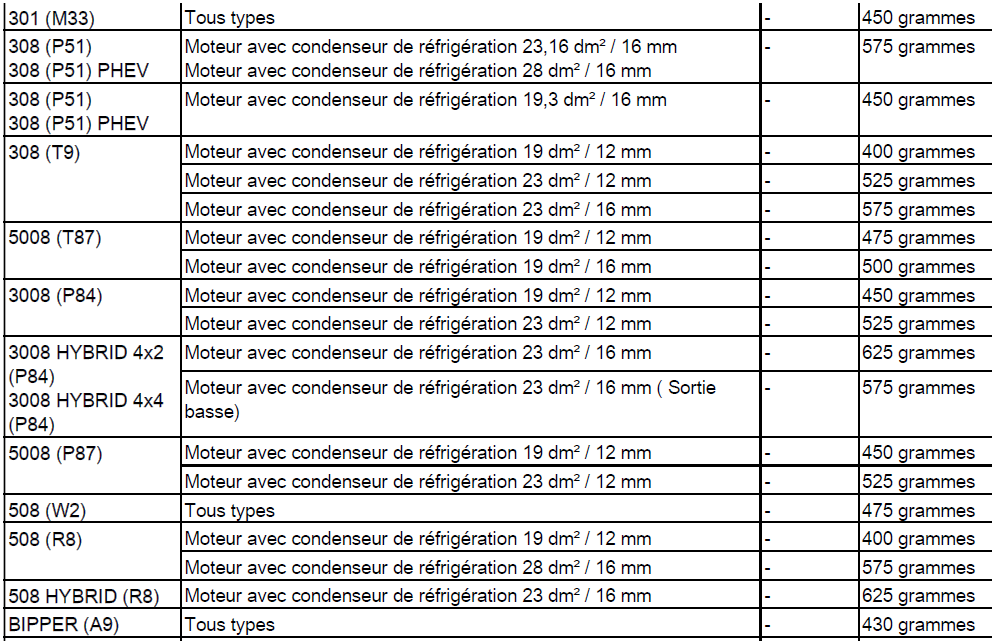 301 (M33) Tous types - 450 grammes
308 (P51) Moteur avec condenseur de réfrigération 23,16 dm² / 16 mm - 575 grammes
308 (P51) PHEV Moteur avec condenseur de réfrigération 28 dm² / 16 mm
308 (P51) Moteur avec condenseur de réfrigération 19,3 dm² / 16 mm - 450 grammes
308 (P51) PHEV
308 (T9) Moteur avec condenseur de réfrigération 19 dm² / 12 mm - 400 grammes
Moteur avec condenseur de réfrigération 23 dm² / 12 mm - 525 grammes
Moteur avec condenseur de réfrigération 23 dm² / 16 mm - 575 grammes
5008 (T87) Moteur avec condenseur de réfrigération 19 dm² / 12 mm - 475 grammes
Moteur avec condenseur de réfrigération 19 dm² / 16 mm - 500 grammes
3008 (P84) Moteur avec condenseur de réfrigération 19 dm² / 12 mm - 450 grammes
Moteur avec condenseur de réfrigération 23 dm² / 12 mm - 525 grammes
3008 HYBRID 4x2 Moteur avec condenseur de réfrigération 23 dm² / 16 mm - 625 grammes
(P84)
3008 HYBRID 4x4 Moteur avec condenseur de réfrigération 23 dm² / 16 mm ( Sortie - 575 grammes
(P84) basse)
5008 (P87) Moteur avec condenseur de réfrigération 19 dm² / 12 mm - 450 grammes
Moteur avec condenseur de réfrigération 23 dm² / 12 mm - 525 grammes
508 (W2) Tous types - 475 grammes
508 (R8) Moteur avec condenseur de réfrigération 19 dm² / 12 mm - 400 grammes
Moteur avec condenseur de réfrigération 28 dm² / 16 mm - 575 grammes
508 HYBRID (R8) Moteur avec condenseur de réfrigération 23 dm² / 16 mm - 625 grammes
BIPPER (A9) Tous types - 430 grammes